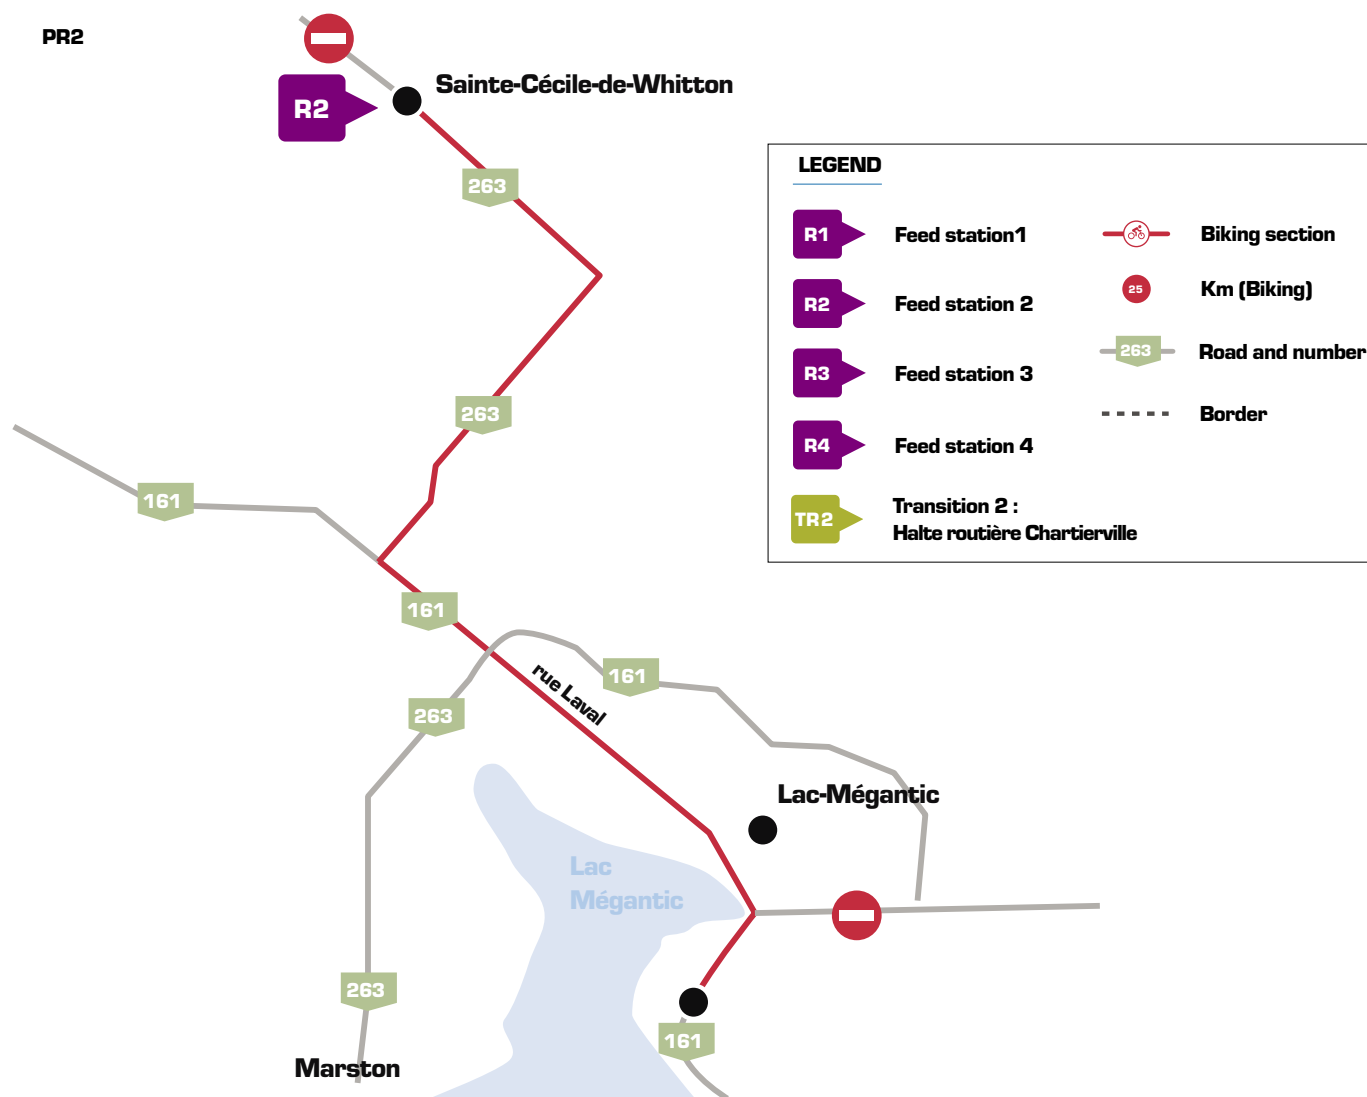 PR2
Sainte-Cécile-de-Whitton
R2
263
LEGEND
R1 Feed station1
Biking section
R2 Feed station 2
25 Km (Biking)
R3 Feed station 3
263 Road and number
R4 Feed station 4
Border
TR2 Transition 2 :
Halte routière Chartierville
263
161
161
rue Laval
161
263
Lac-Mégantic
Lac
Mégantic
263
161
Marston